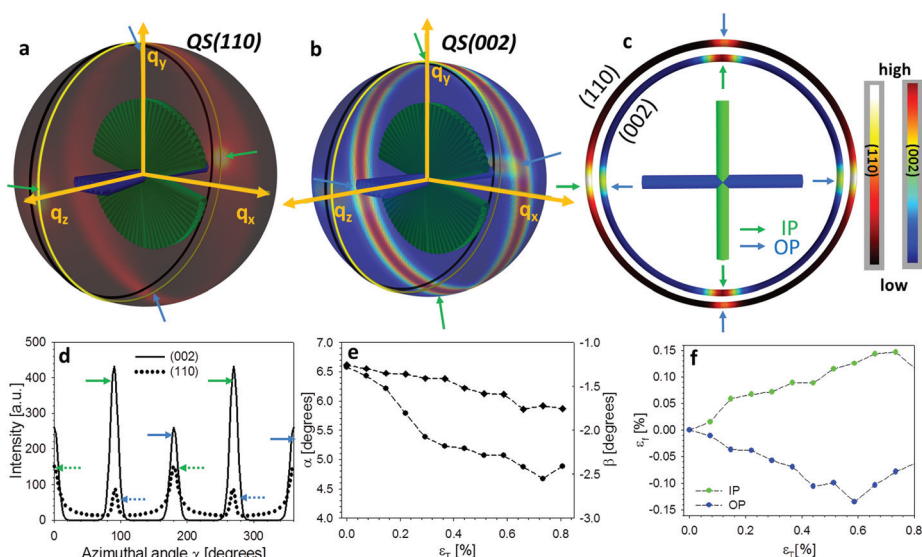 a
QS(110)
q_y
q_z
q_x
b
QS(002)
q_y
q_z
q_x
c
(110)
(002)
IP
OP
high
(110)
(002)
low
d
(002)
(110)
Intensity [a.u.]
500
400
300
200
100
0
0 100 200 300
Azimuthal angle γ [degrees]
e
α [degrees]
7.0
6.5
6.0
5.5
5.0
4.5
4.0
0.0 0.2 0.4 0.6 0.8
ε_T[%]
β [degrees]
-1.0
-1.5
-2.0
-2.5
-3.0
f
ε_f [%]
0.15
0.10
0.05
0.00
-0.05
-0.10
-0.15
IP
OP
0.0 0.2 0.4 0.6 0.8
ε_T[%]